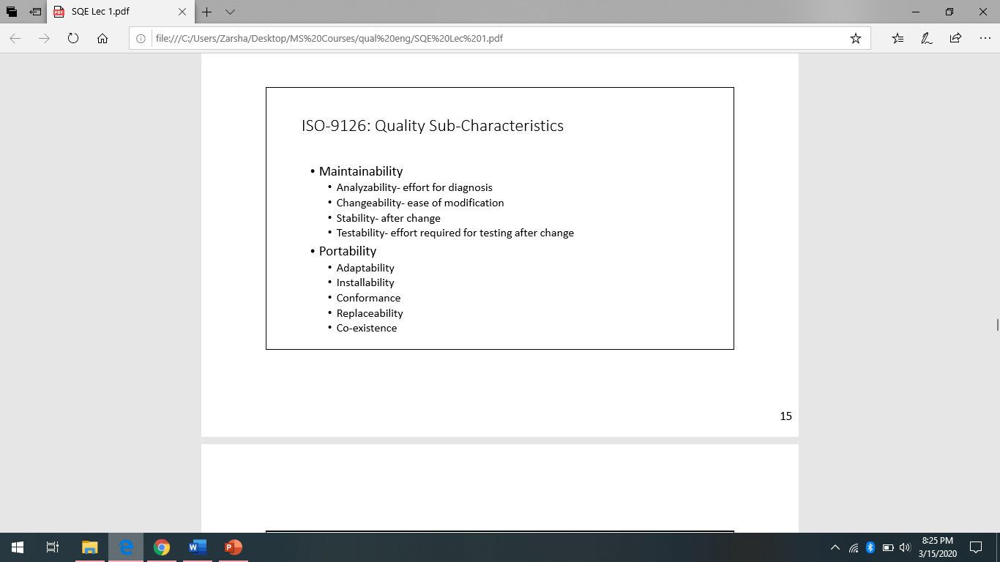 SQE Lec 1.pdf
file:///C:/Users/Zarsha/Desktop/MS%20Courses/qual%20eng/SQE%20Lec%201.pdf
ISO-9126: Quality Sub-Characteristics
• Maintainability
• Analyzability- effort for diagnosis
• Changeability- ease of modification
• Stability- after change
• Testability- effort required for testing after change
• Portability
• Adaptability
• Installability
• Conformance
• Replaceability
• Co-existence
15
8:25 PM
3/15/2020